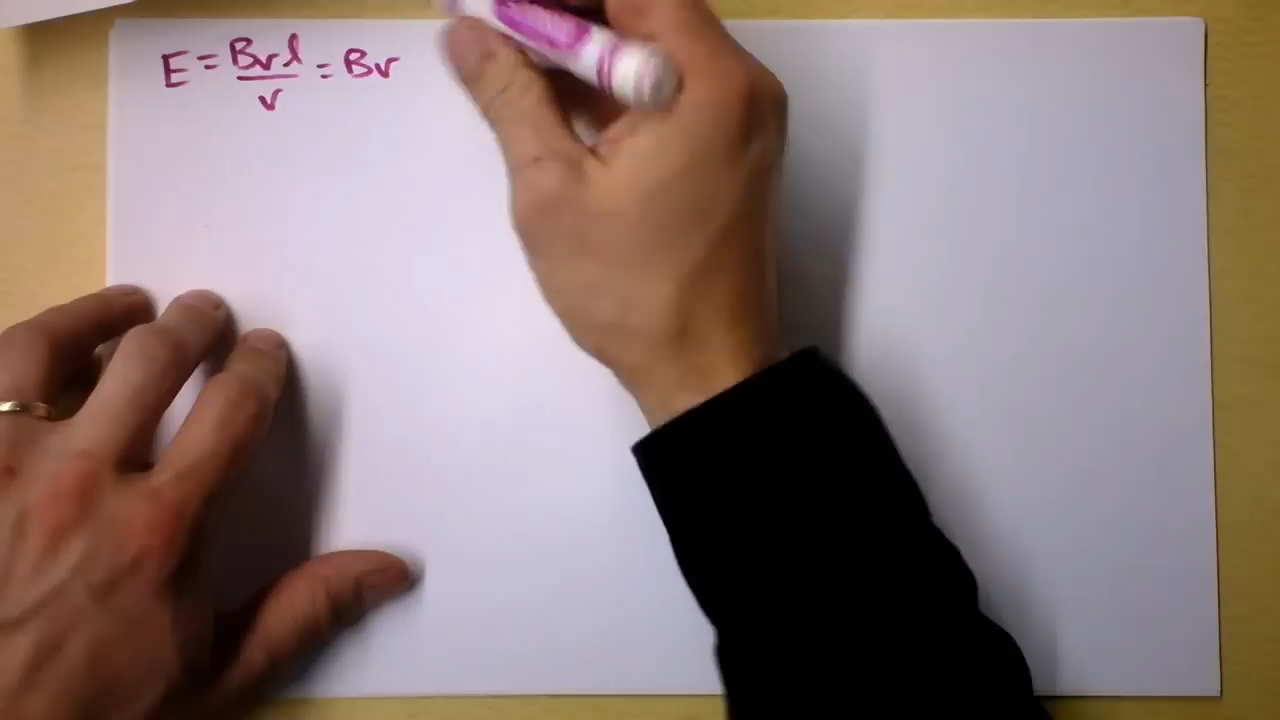 E = Bvl/v = Bv